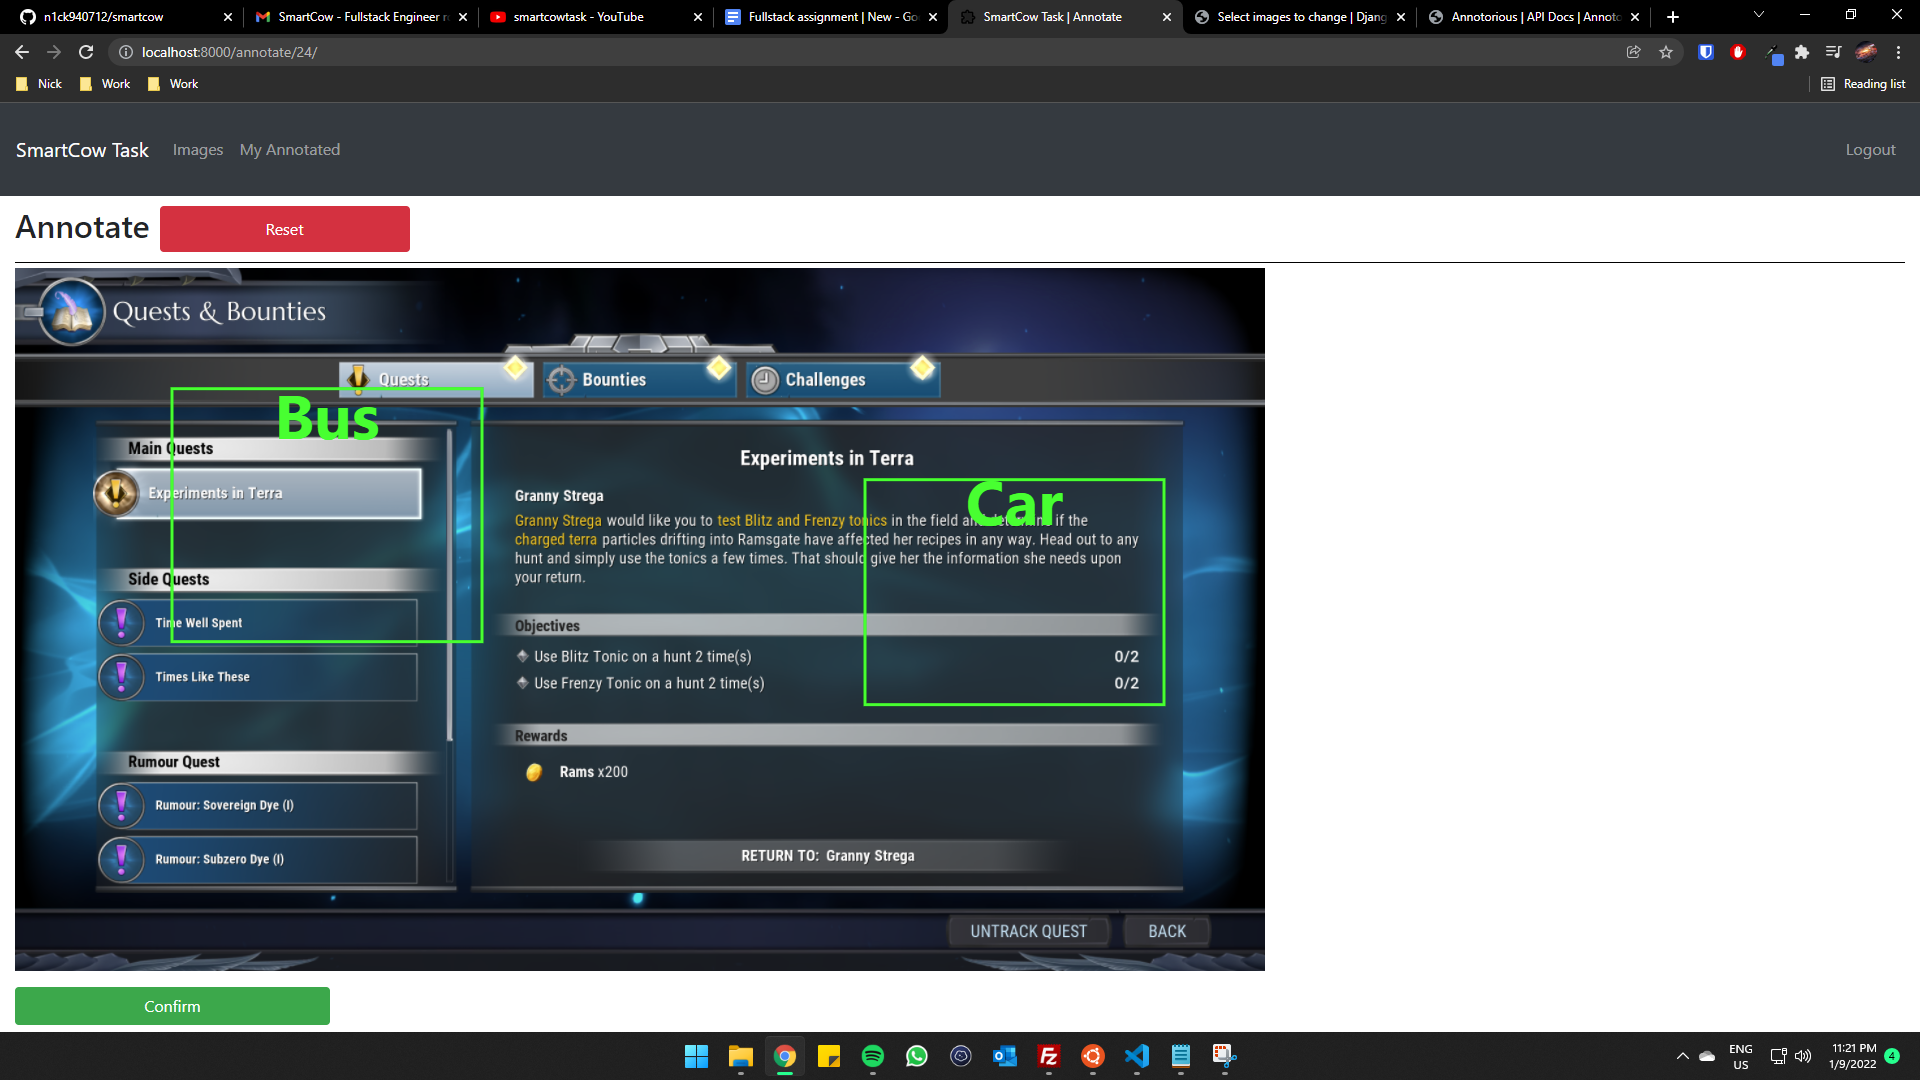 n1ck940712/smartcow
SmartCow - Fullstack Engineer r
smartcowtask - YouTube
Fullstack assignment | New - Go
SmartCow Task | Annotate
Select images to change | Djang
Annotorious | API Docs | Annoto
localhost:8000/annotate/24/
Nick
Work
Work
Reading list
SmartCow Task
Images
My Annotated
Logout
Annotate
Reset
Quests & Bounties
Quests
Bounties
Challenges
Bus
Main Quests
Experiments in Terra
Side Quests
Time Well Spent
Times Like These
Rumour Quest
Rumour: Sovereign Dye (I)
Rumour: Subzero Dye (I)
Experiments in Terra
Granny Strega
Car
Granny Strega would like you to test Blitz and Frenzy tonics in the field and determine if the
charged terra particles drifting into Ramsgate have affected her recipes in any way. Head out to any
hunt and simply use the tonics a few times. That should give her the information she needs upon
your return.
Objectives
Use Blitz Tonic on a hunt 2 time(s) 0/2
Use Frenzy Tonic on a hunt 2 time(s) 0/2
Rewards
Rams x200
RETURN TO: Granny Strega
UNTRACK QUEST
BACK
Confirm
ENG
US
11:21 PM
1/9/2022
4